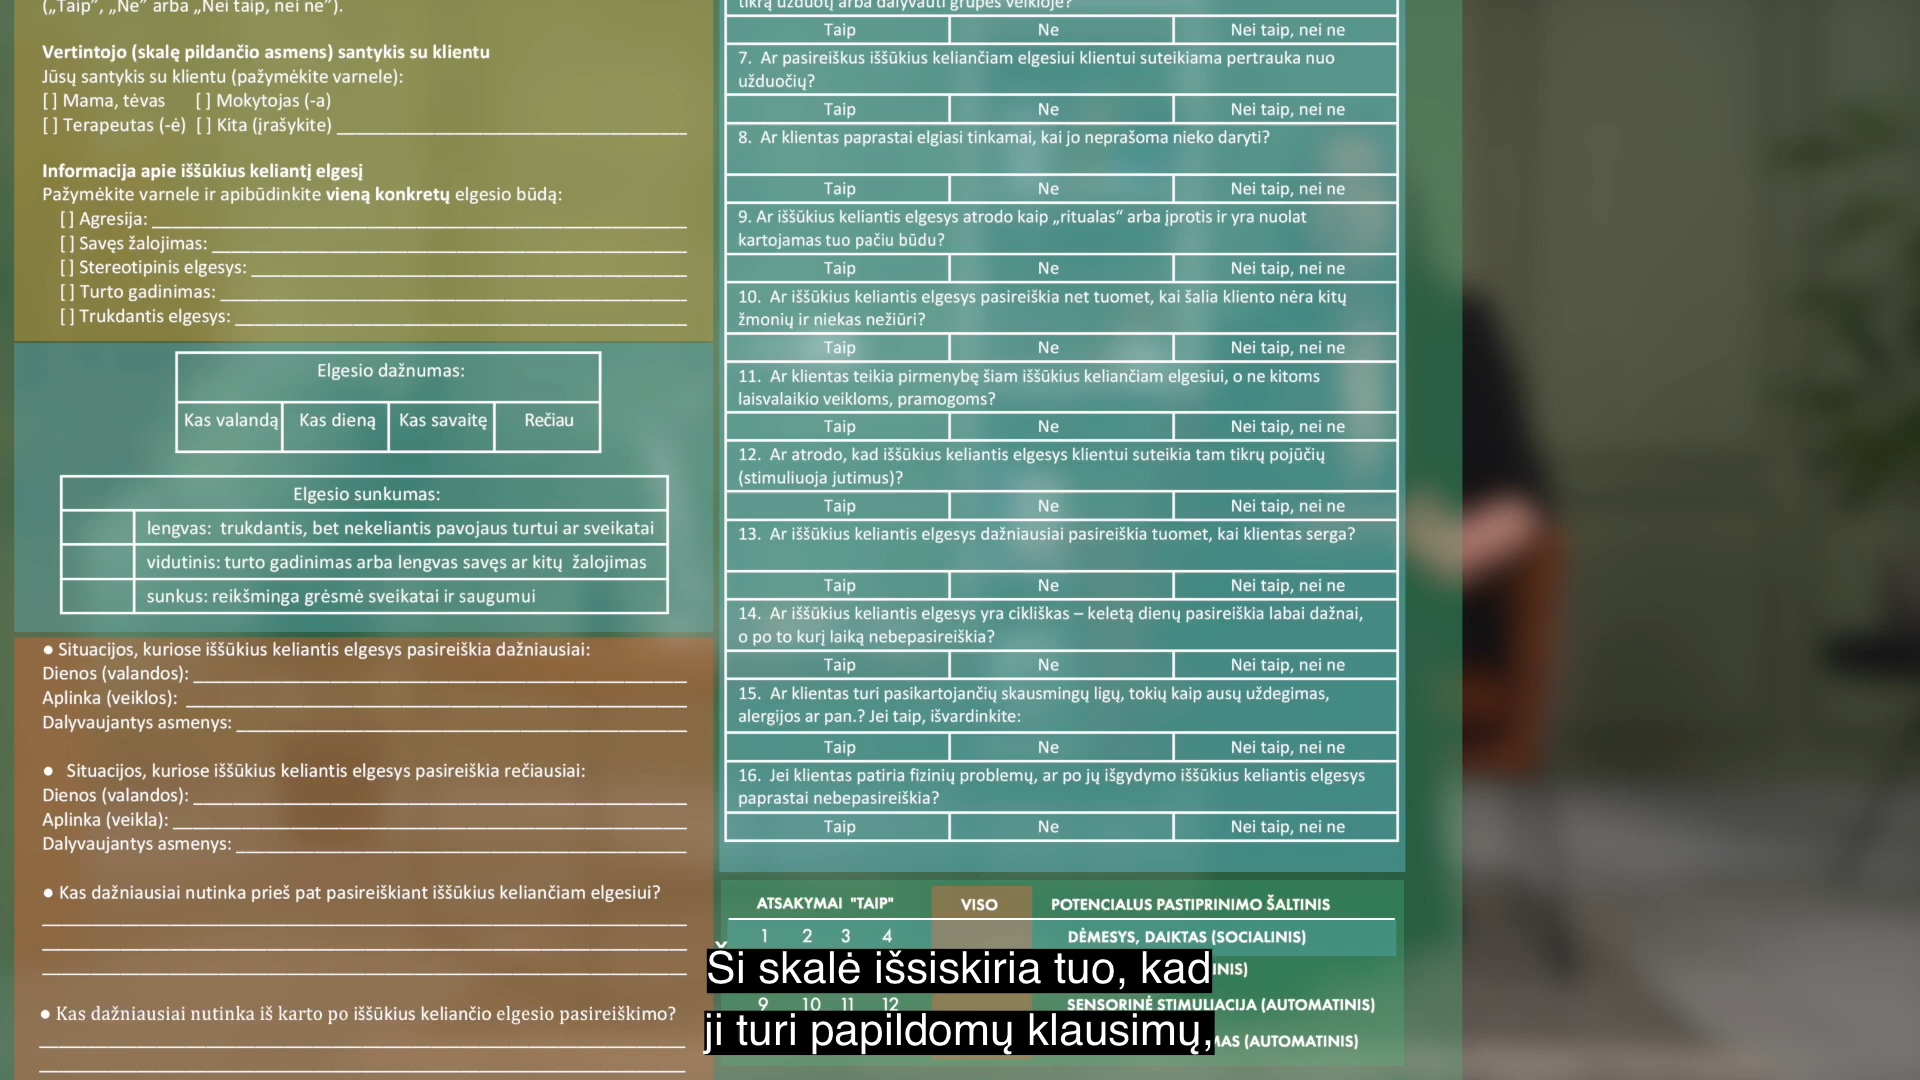 („Taip”, „Ne” arba „Nei taip, nei ne”).
Vertintojo (skalę pildančio asmens) santykis su klientu
Jūsų santykis su klientu (pažymėkite varnele):
[ ] Mama, tėvas [ ] Mokytojas (-a)
[ ] Terapeutas (-ė) [ ] Kita (įrašykite)
Informacija apie iššūkius keliantį elgesį
Pažymėkite varnele ir apibūdinkite vieną konkretų elgesio būdą:
[ ] Agresija:
[ ] Savęs žalojimas:
[ ] Stereotipinis elgesys:
[ ] Turto gadinimas:
[ ] Trukdantis elgesys:
Elgesio dažnumas:
Kas valandą Kas dieną Kas savaitę Rečiau
Elgesio sunkumas:
lengvas: trukdantis, bet nekeliantis pavojaus turtui ar sveikatai
vidutinis: turto gadinimas arba lengvas savęs ar kitų žalojimas
sunkus: reikšminga grėsmė sveikatai ir saugumui
● Situacijos, kuriose iššūkius keliantis elgesys pasireiškia dažniausiai:
Dienos (valandos):
Aplinka (veiklos):
Dalyvaujantys asmenys:
● Situacijos, kuriose iššūkius keliantis elgesys pasireiškia rečiausiai:
Dienos (valandos):
Aplinka (veikla):
Dalyvaujantys asmenys:
● Kas dažniausiai nutinka prieš pat pasireiškiant iššūkius keliančiam elgesiui?
● Kas dažniausiai nutinka iš karto po iššūkius keliančio elgesio pasireiškimo?
tikrą užduotį arba dalyvauti grupės veikloje?
Taip Ne Nei taip, nei ne
7. Ar pasireiškus iššūkius keliančiam elgesiui klientui suteikiama pertrauka nuo
užduočių?
Taip Ne Nei taip, nei ne
8. Ar klientas paprastai elgiasi tinkamai, kai jo neprašoma nieko daryti?
Taip Ne Nei taip, nei ne
9. Ar iššūkius keliantis elgesys atrodo kaip „ritualas“ arba įprotis ir yra nuolat
kartojamas tuo pačiu būdu?
Taip Ne Nei taip, nei ne
10. Ar iššūkius keliantis elgesys pasireiškia net tuomet, kai šalia kliento nėra kitų
žmonių ir niekas nežiūri?
Taip Ne Nei taip, nei ne
11. Ar klientas teikia pirmenybę šiam iššūkius keliančiam elgesiui, o ne kitoms
laisvalaikio veikloms, pramogoms?
Taip Ne Nei taip, nei ne
12. Ar atrodo, kad iššūkius keliantis elgesys klientui suteikia tam tikrų pojūčių
(stimuliuoja jutimus)?
Taip Ne Nei taip, nei ne
13. Ar iššūkius keliantis elgesys dažniausiai pasireiškia tuomet, kai klientas serga?
Taip Ne Nei taip, nei ne
14. Ar iššūkius keliantis elgesys yra cikliškas – keletą dienų pasireiškia labai dažnai,
o po to kurį laiką nebepasireiškia?
Taip Ne Nei taip, nei ne
15. Ar klientas turi pasikartojančių skausmingų ligų, tokių kaip ausų uždegimas,
alergijos ar pan.? Jei taip, išvardinkite:
Taip Ne Nei taip, nei ne
16. Jei klientas patiria fizinių problemų, ar po jų išgydymo iššūkius keliantis elgesys
paprastai nebepasireiškia?
Taip Ne Nei taip, nei ne
ATSAKYMAI "TAIP" VISO POTENCIALUS PASTIPRINIMO ŠALTINIS
1 2 3 4 DĖMESYS, DAIKTAS (SOCIALINIS)
9 10 11 12 SENSORINĖ STIMULIACIJA (AUTOMATINIS)
(AUTOMATINIS)
Ši skalė išsiskiria tuo, kad
ji turi papildomų klausimų,